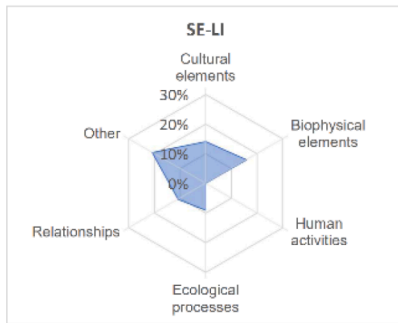 SE-LI
Cultural
elements
30%
20%
10%
0%
Biophysical
elements
Other
Relationships
Human
activities
Ecological
processes